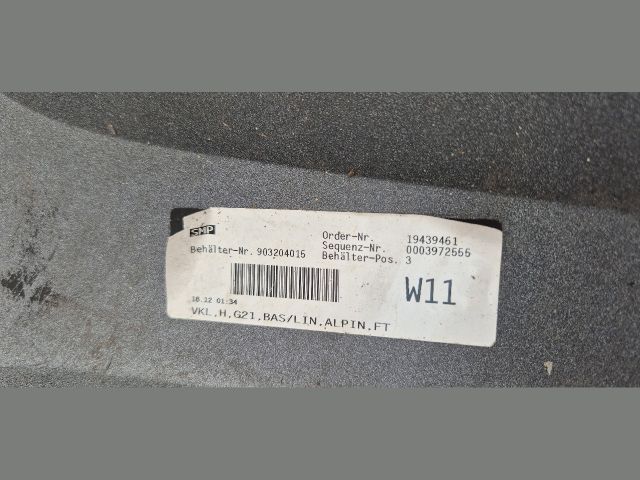 SMP
Order-Nr. 19439461
Sequenz-Nr. 0003972555
Behälter-Nr. 903204015 Behälter-Pos. 3
W11
16.12 01:34
VKL.H.G21.BAS/LIN.ALPIN.FT